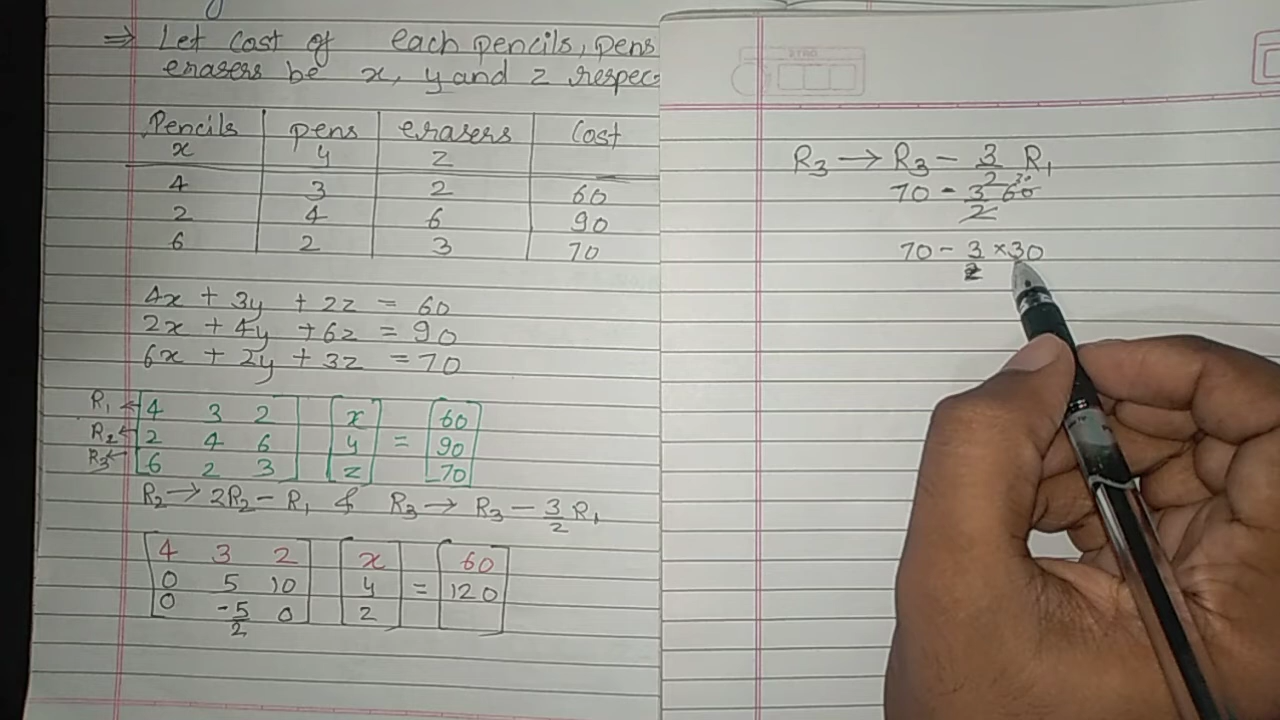 ⇒ Let cost of each pencils, pens
erasers be x, y and z respec
Pencils pens erasers Cost
x y z
4 3 2 60
2 4 6 90
6 2 3 70
4x + 3y + 2z = 60
2x + 4y + 6z = 90
6x + 2y + 3z = 70
R₁ ← [4 3 2] [x] = [60]
R₂ ← [2 4 6] [y] = [90]
R₃ ← [6 2 3] [z] = [70]
R₂ → 2R₂ - R₁ & R₃ → R₃ - 3/2 R₁
[4 3 2] [x] = [60]
[0 5 10] [y] = [120]
[0 -5/2 0] [z]
R₃ → R₃ - 3/2 R₁
70 - 3/2 60 30
70 - 3/2 × 30